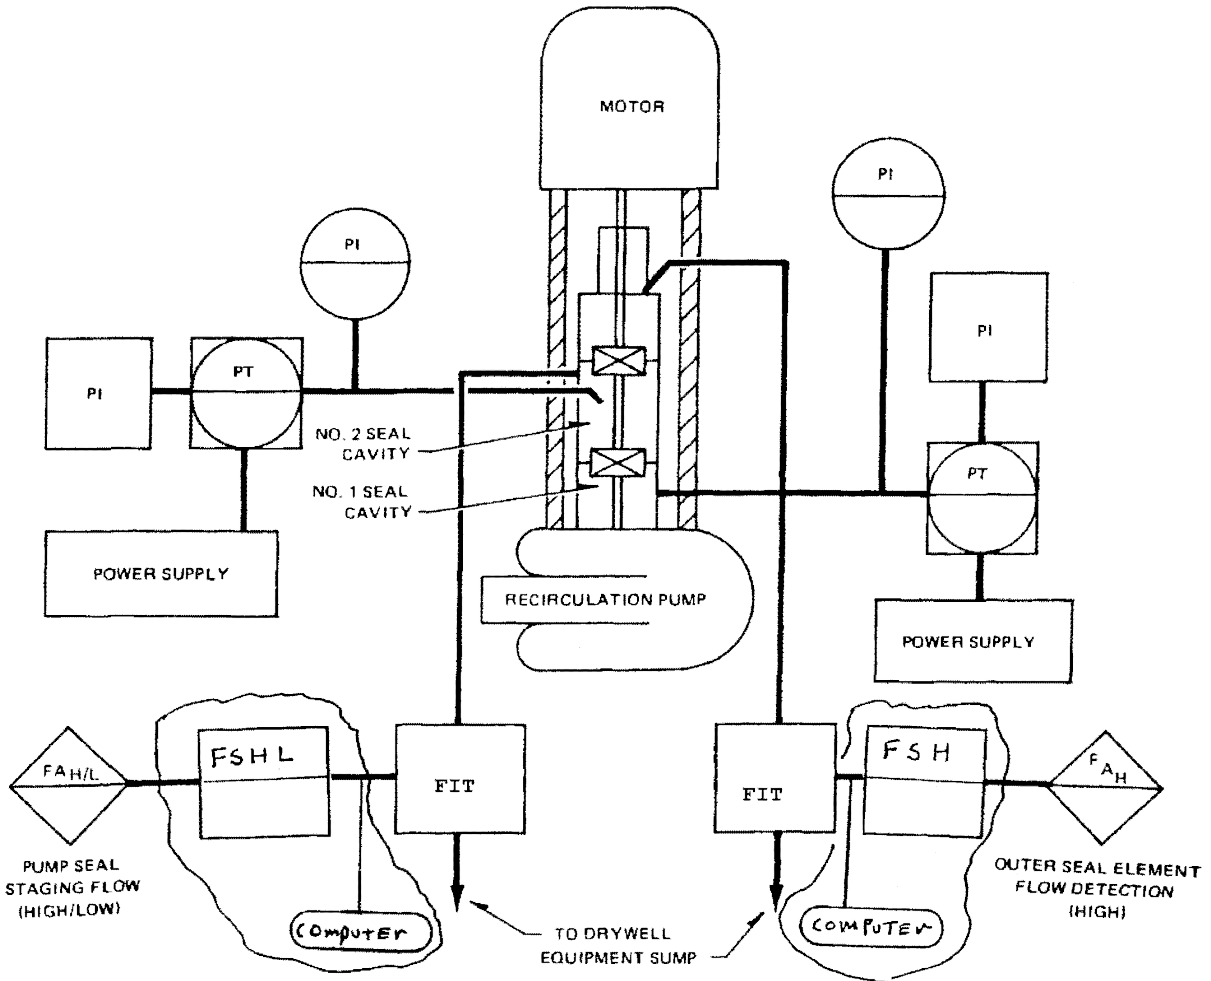 MOTOR
PI
PI
PI
PI
PT
NO. 2 SEAL
CAVITY
NO. 1 SEAL
CAVITY
PT
POWER SUPPLY
RECIRCULATION PUMP
POWER SUPPLY
FA H/L
FSHL
FIT
FIT
FSH
FAH
PUMP SEAL
STAGING FLOW
(HIGH/LOW)
OUTER SEAL ELEMENT
FLOW DETECTION
(HIGH)
COMPUTER
COMPUTER
TO DRYWELL
EQUIPMENT SUMP